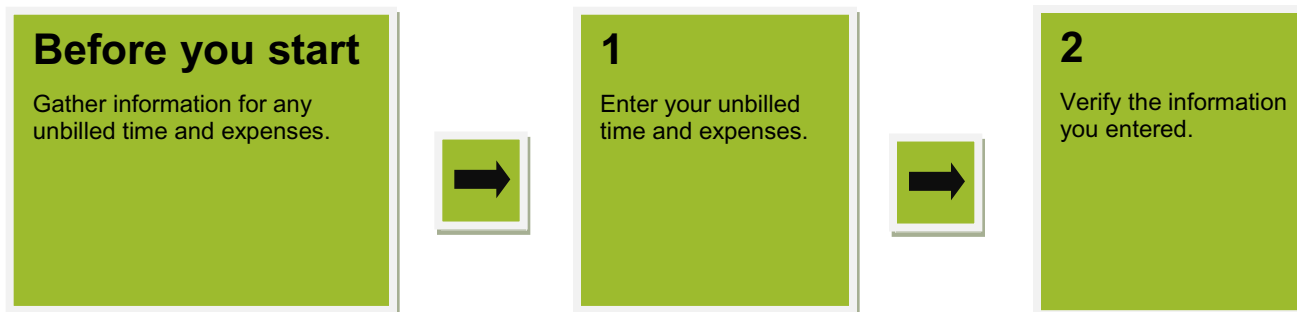 Before you start
Gather information for any
unbilled time and expenses.
1
Enter your unbilled
time and expenses.
2
Verify the information
you entered.